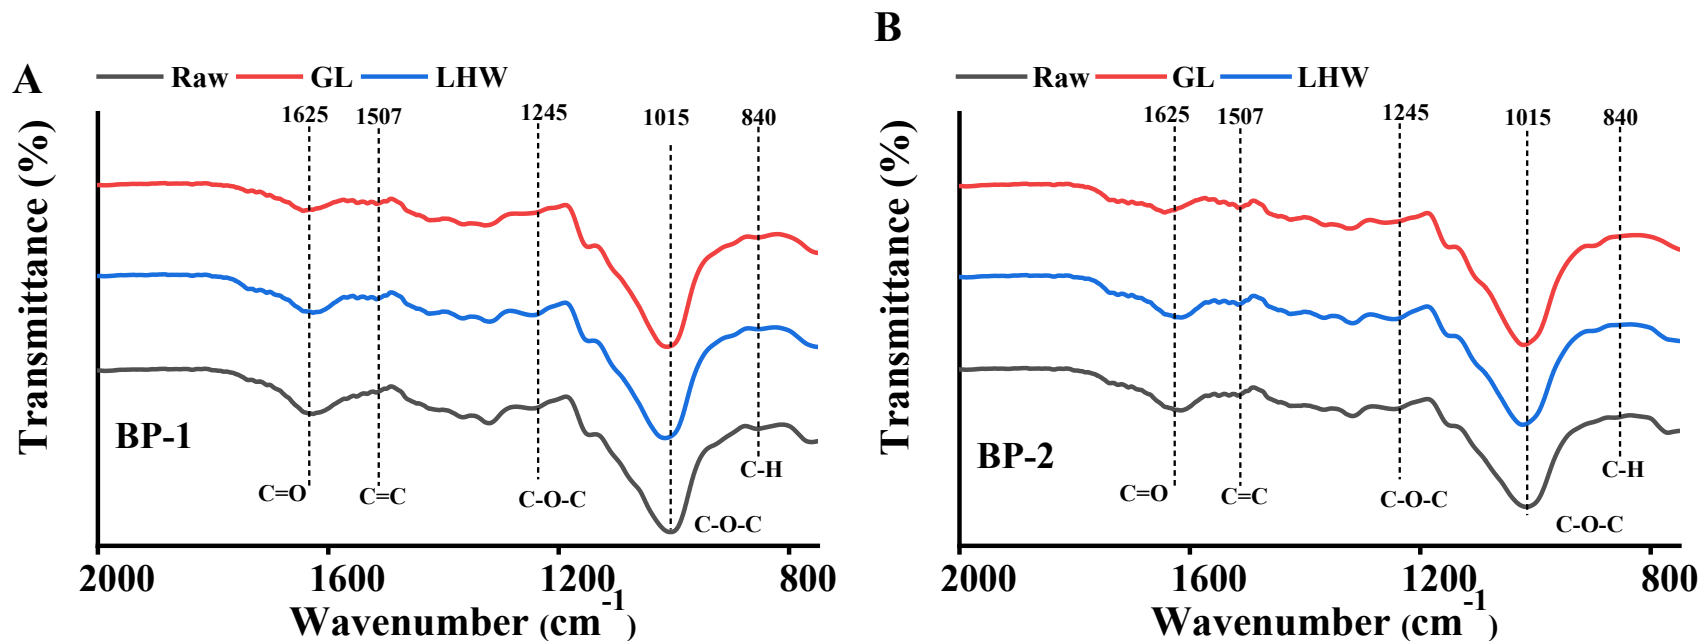 A
Raw GL LHW
1625 1507 1245 1015 840
Transmittance (%)
BP-1
C=O C=C C-O-C C-O-C C-H
2000 1600 1200 800
Wavenumber (cm-1)
B
Raw GL LHW
1625 1507 1245 1015 840
Transmittance (%)
BP-2
C=O C=C C-O-C C-O-C C-H
2000 1600 1200 800
Wavenumber (cm-1)